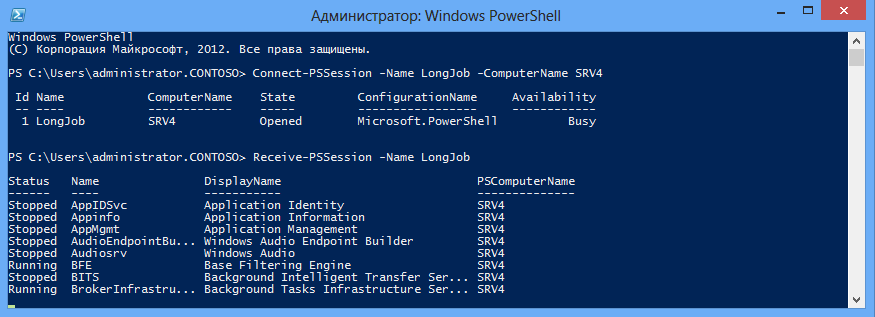 Администратор: Windows PowerShell
Windows PowerShell
(C) Корпорация Майкрософт, 2012. Все права защищены.
PS C:\Users\administrator.CONTOSO> Connect-PSSession -Name LongJob -ComputerName SRV4
Id Name ComputerName State ConfigurationName Availability
-- ---- ------------ ----- ----------------- ------------
1 LongJob SRV4 Opened Microsoft.PowerShell Busy
PS C:\Users\administrator.CONTOSO> Receive-PSSession -Name LongJob
Status Name DisplayName PSComputerName
------ ---- ----------- --------------
Stopped AppIDSvc Application Identity SRV4
Stopped Appinfo Application Information SRV4
Stopped AppMgmt Application Management SRV4
Stopped AudioEndpointBu... Windows Audio Endpoint Builder SRV4
Stopped Audiosrv Windows Audio SRV4
Running BFE Base Filtering Engine SRV4
Stopped BITS Background Intelligent Transfer Ser... SRV4
Running BrokerInfrastru... Background Tasks Infrastructure Ser... SRV4